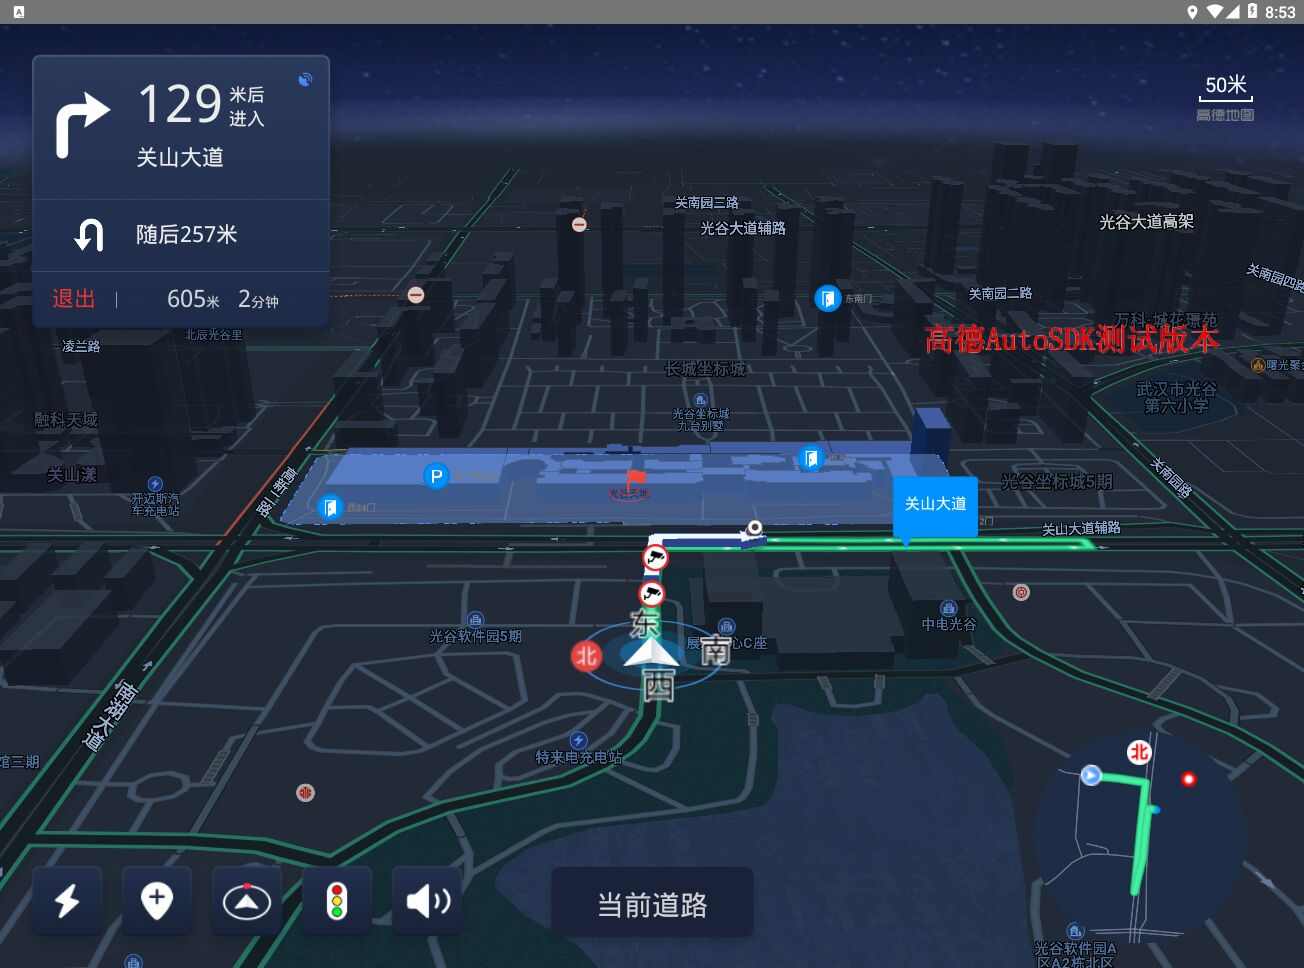 8:53
129 米后
进入
关山大道
随后257米
退出 605米 2分钟
50米
高德地图
北辰光谷里
凌兰路
关南园三路
光谷大道辅路
光谷大道高架
关南园四路
东南门
关南园二路
万科·城花璟苑
高德AutoSDK测试版本
曙光聚
长城坐标城
武汉市光谷
第六小学
融科天域
光谷坐标城
九台别墅
关山漾
P
高新二路
关南园路
光谷坐标城5期
开迈斯汽
车充电站
西24门
光谷天地
关山大道
2门
关山大道辅路
东
光谷软件园5期
中电光谷
北
南
心C座
西
南湖大道
特来电充电站
馆三期
北
当前道路
光谷软件园A
区A2栋北区